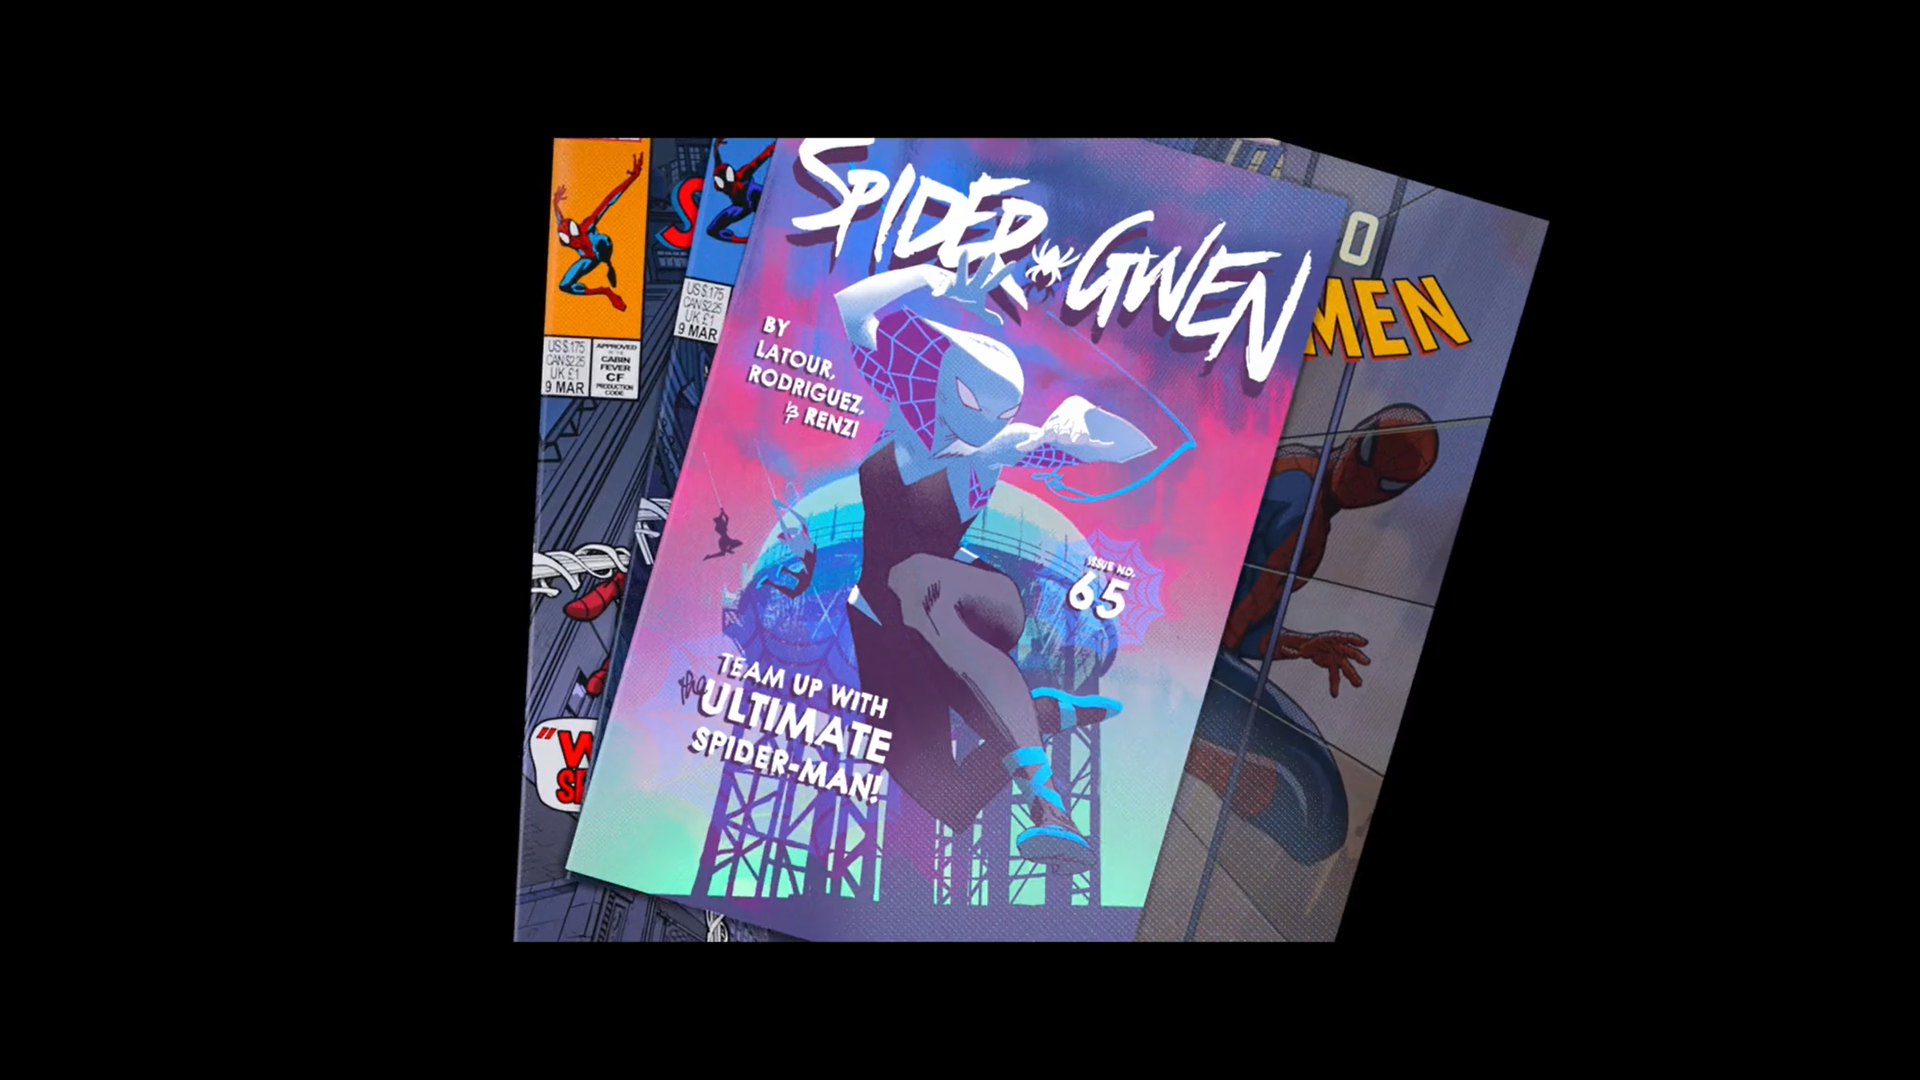 SPIDER GWEN
BY
LATOUR,
RODRIGUEZ,
& RENZI
ISSUE NO.
65
TEAM UP WITH
the ULTIMATE
SPIDER-MAN!
US $.175
CAN $2.25
UK £1
9 MAR
APPROVED
CABIN
FEVER
CF
PRODUCTION
CODE
US $.175
CAN $2.25
UK £1
9 MAR
S
"W
SP
O
MEN